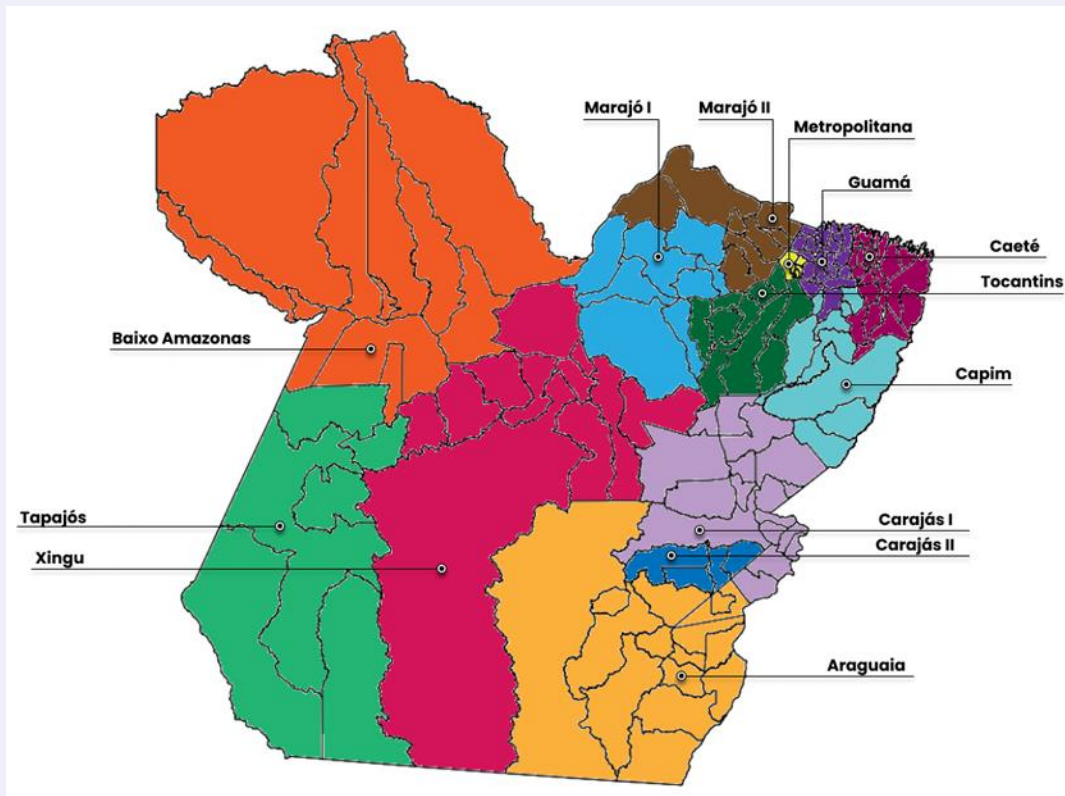 Marajó I
Marajó II
Metropolitana
Guamá
Caeté
Tocantins
Baixo Amazonas
Capim
Tapajós
Carajás I
Xingu
Carajás II
Araguaia